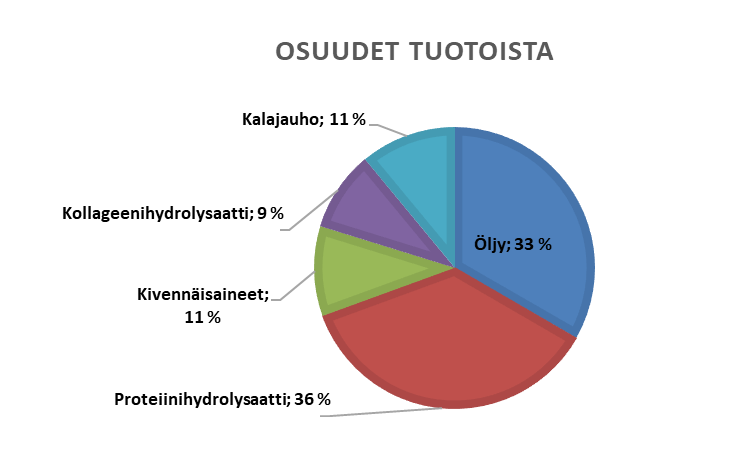 OSUUDET TUOTOISTA
Kalajauho; 11 %
Kollageenihydrolysaatti; 9 %
Öljy; 33 %
Kivennäisaineet;
11 %
Proteiinihydrolysaatti; 36 %